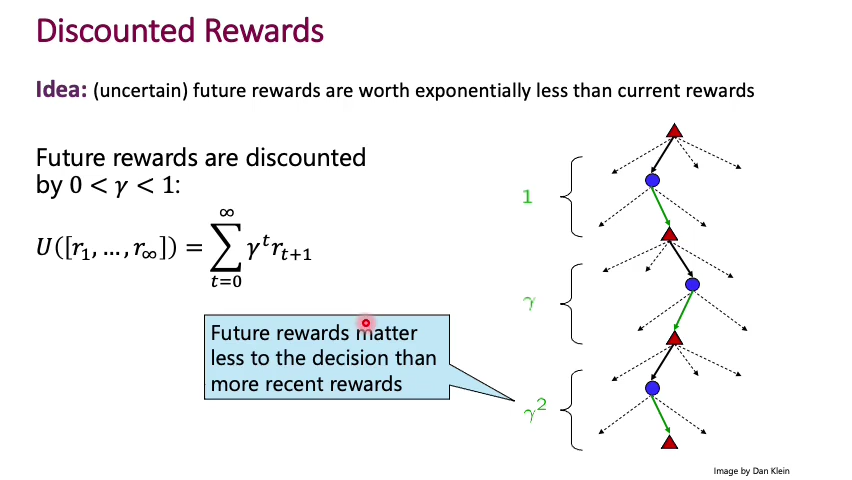 Discounted Rewards
Idea: (uncertain) future rewards are worth exponentially less than current rewards
Future rewards are discounted
by 0 < γ < 1:
U([r₁, … , r∞]) = ∑_{t=0}^{∞} γᵗr_{t+1}
1
γ
Future rewards matter
less to the decision than
more recent rewards
γ²
Image by Dan Klein